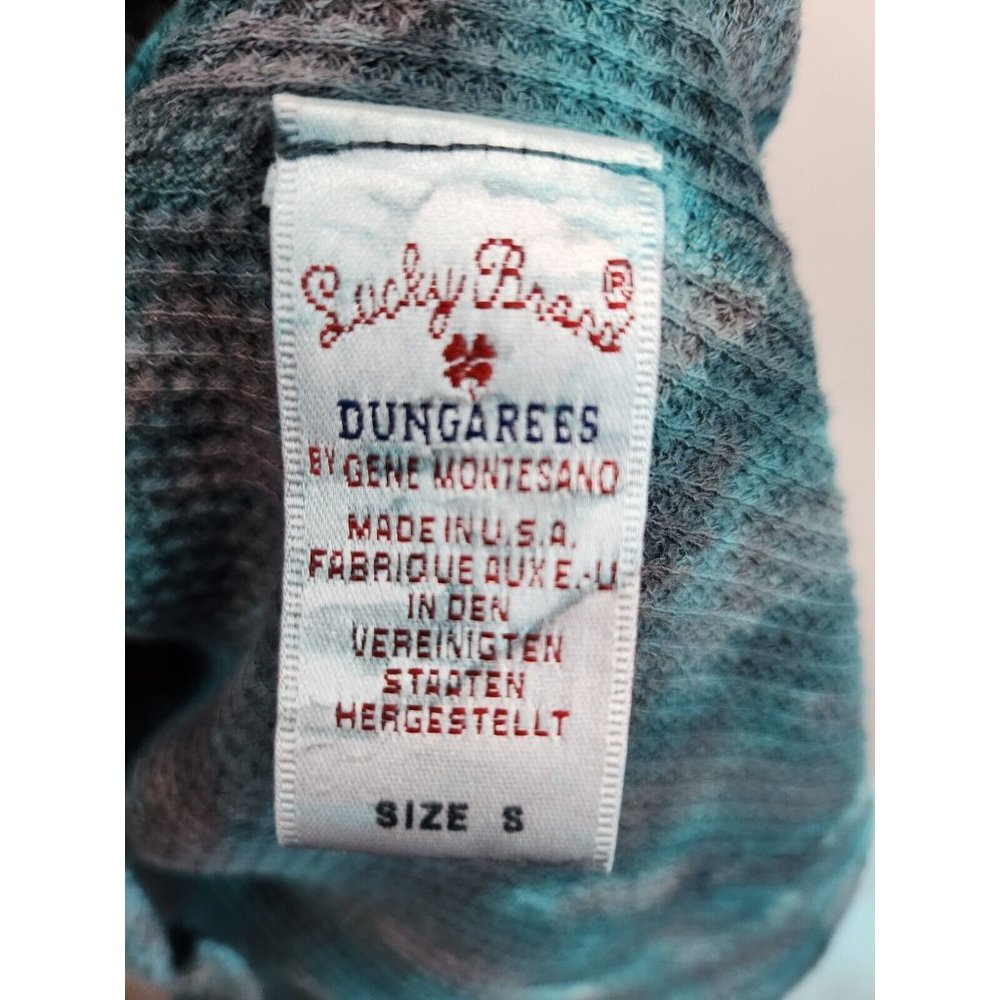 Lucky Brand®
DUNGAREES
BY GENE MONTESANO
MADE IN U.S.A.
FABRIQUE AUX E.-U
IN DEN
VEREINIGTEN
STAATEN
HERGESTELLT
SIZE S